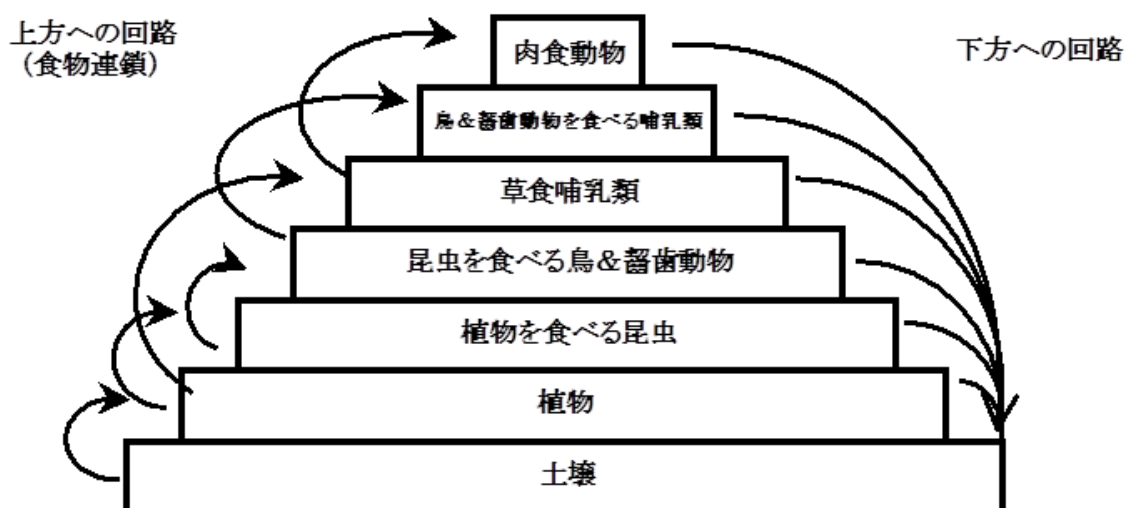 上方への回路
（食物連鎖）
下方への回路
肉食動物
鳥＆齧歯動物を食べる哺乳類
草食哺乳類
昆虫を食べる鳥＆齧歯動物
植物を食べる昆虫
植物
土壌